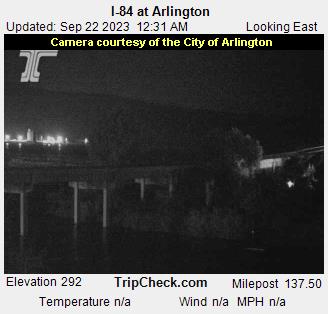 I-84 at Arlington
Updated: Sep 22 2023 12:31 AM Looking East
Camera courtesy of the City of Arlington
Elevation 292 TripCheck.com Milepost 137.50
Temperature n/a Wind n/a MPH n/a